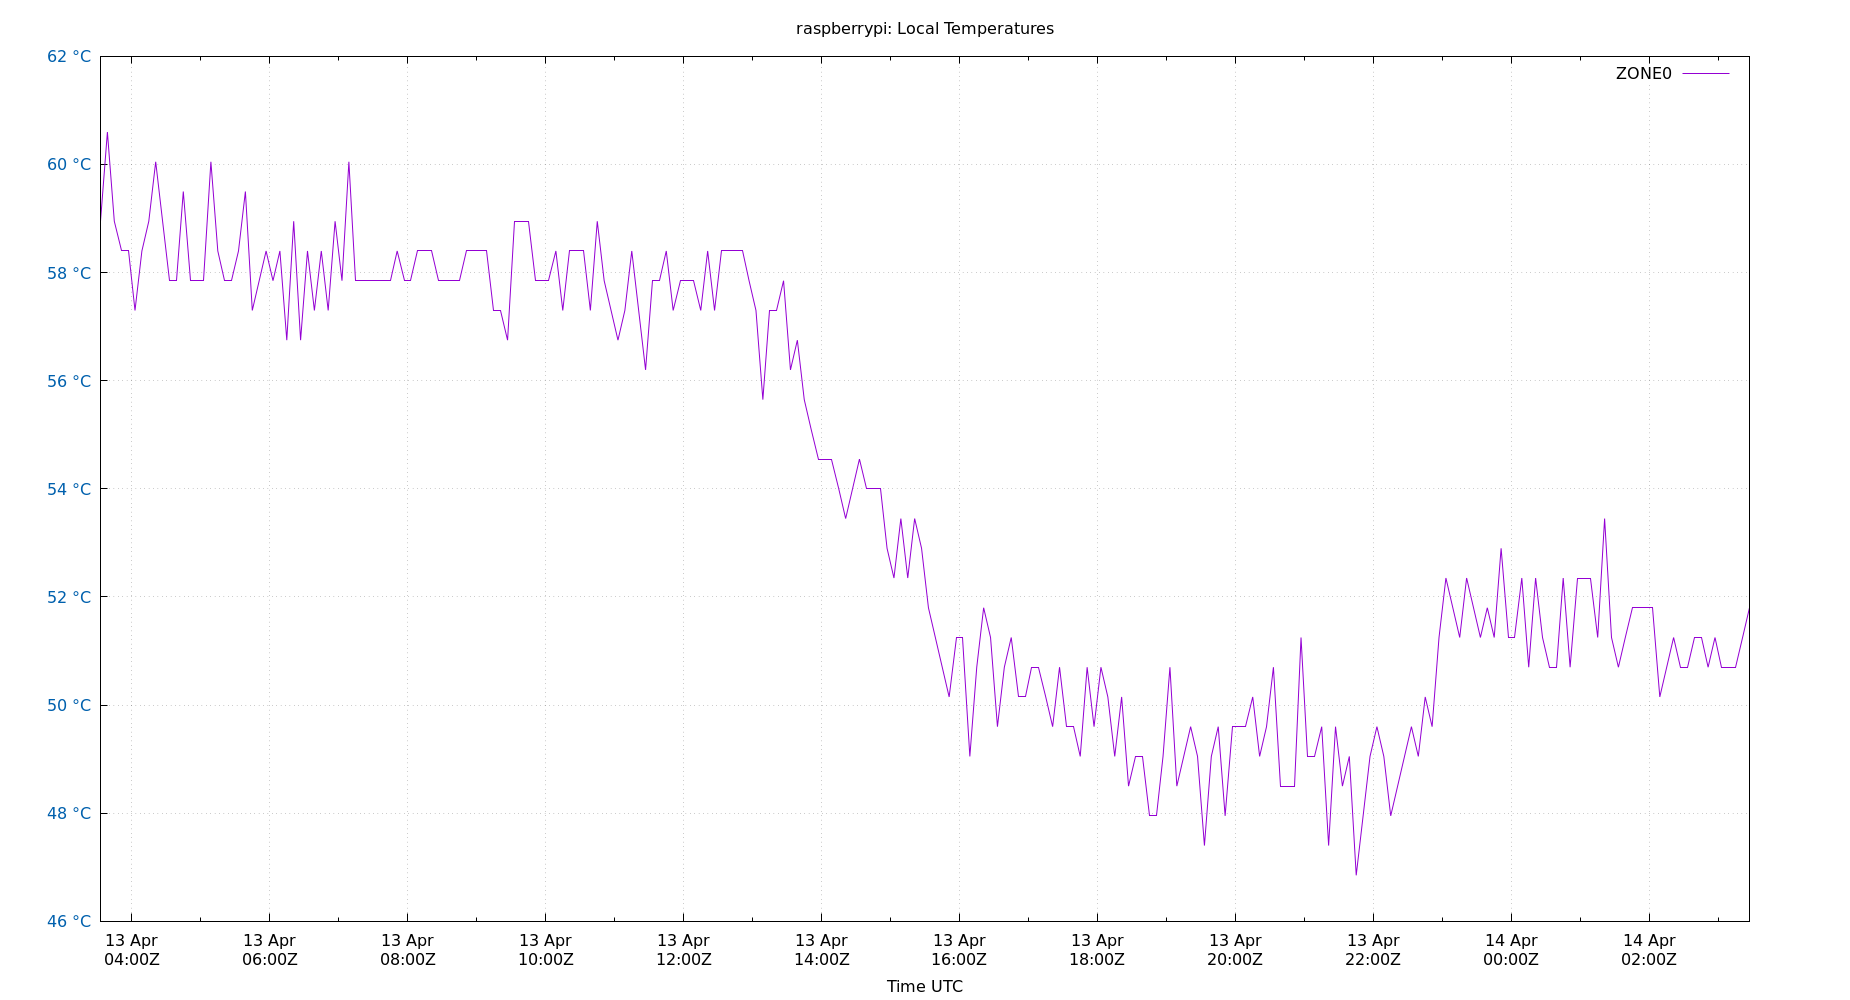 raspberrypi: Local Temperatures
62 °C
ZONE0
60 °C
58 °C
56 °C
54 °C
52 °C
50 °C
48 °C
46 °C
13 Apr 13 Apr 13 Apr 13 Apr 13 Apr 13 Apr 13 Apr 13 Apr 13 Apr 13 Apr 14 Apr 14 Apr
04:00Z 06:00Z 08:00Z 10:00Z 12:00Z 14:00Z 16:00Z 18:00Z 20:00Z 22:00Z 00:00Z 02:00Z
Time UTC